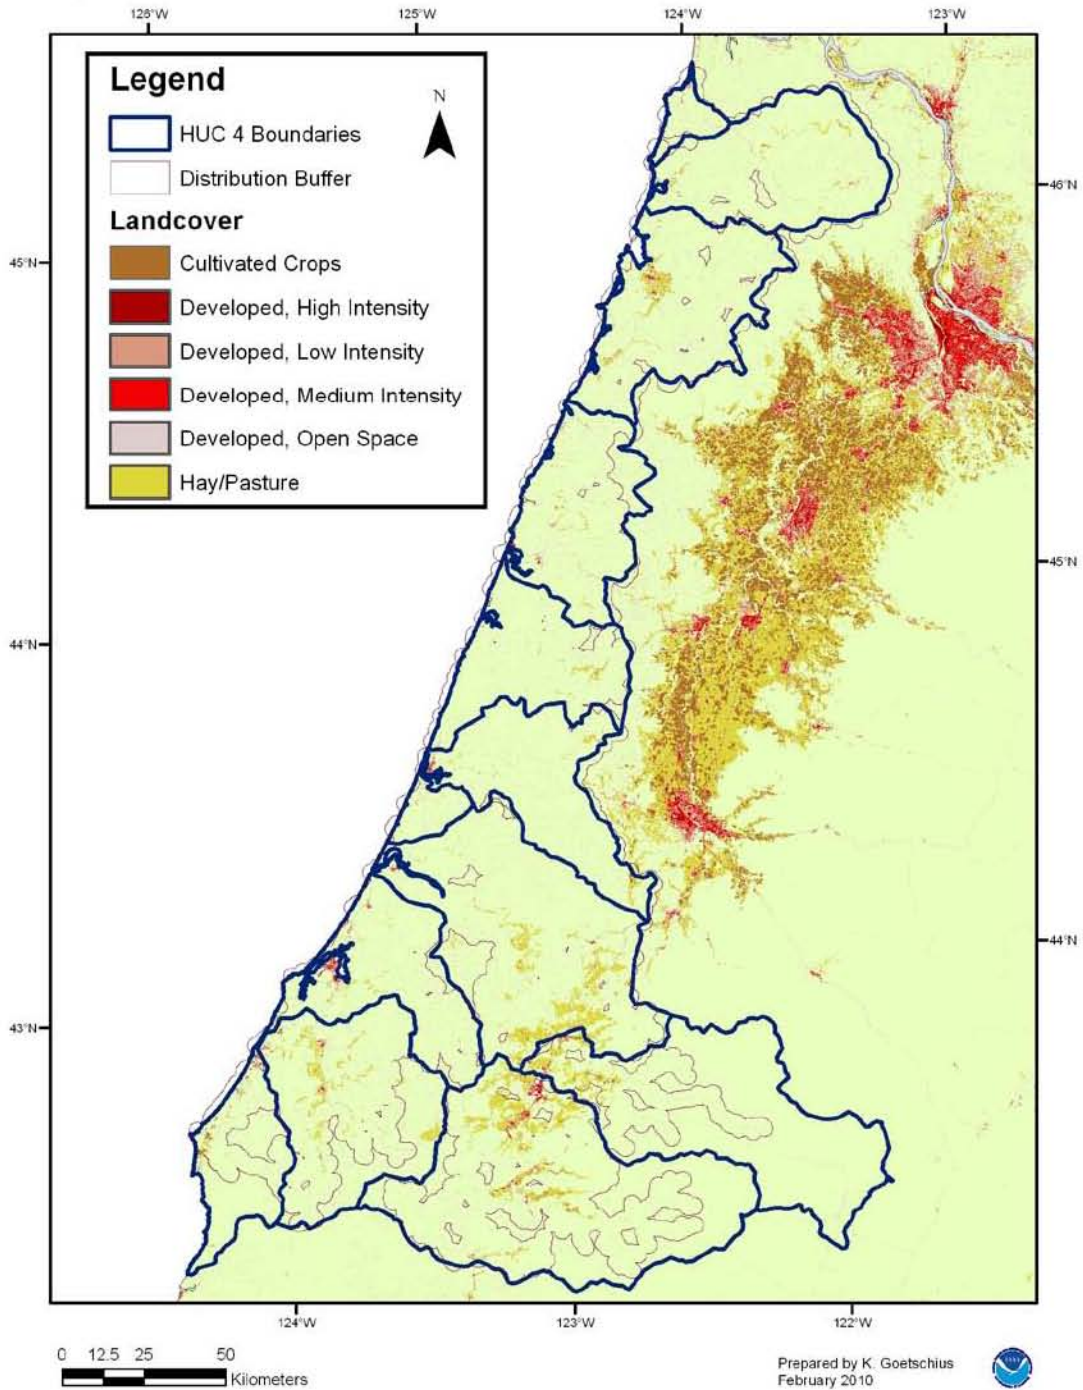 126°W 125°W 124°W 123°W
Legend
N
HUC 4 Boundaries
Distribution Buffer
Landcover
Cultivated Crops
Developed, High Intensity
Developed, Low Intensity
Developed, Medium Intensity
Developed, Open Space
Hay/Pasture
46°N
45°N
45°N
44°N
44°N
43°N
124°W 123°W 122°W
0 12.5 25 50
Kilometers
Prepared by K. Goetschius
February 2010